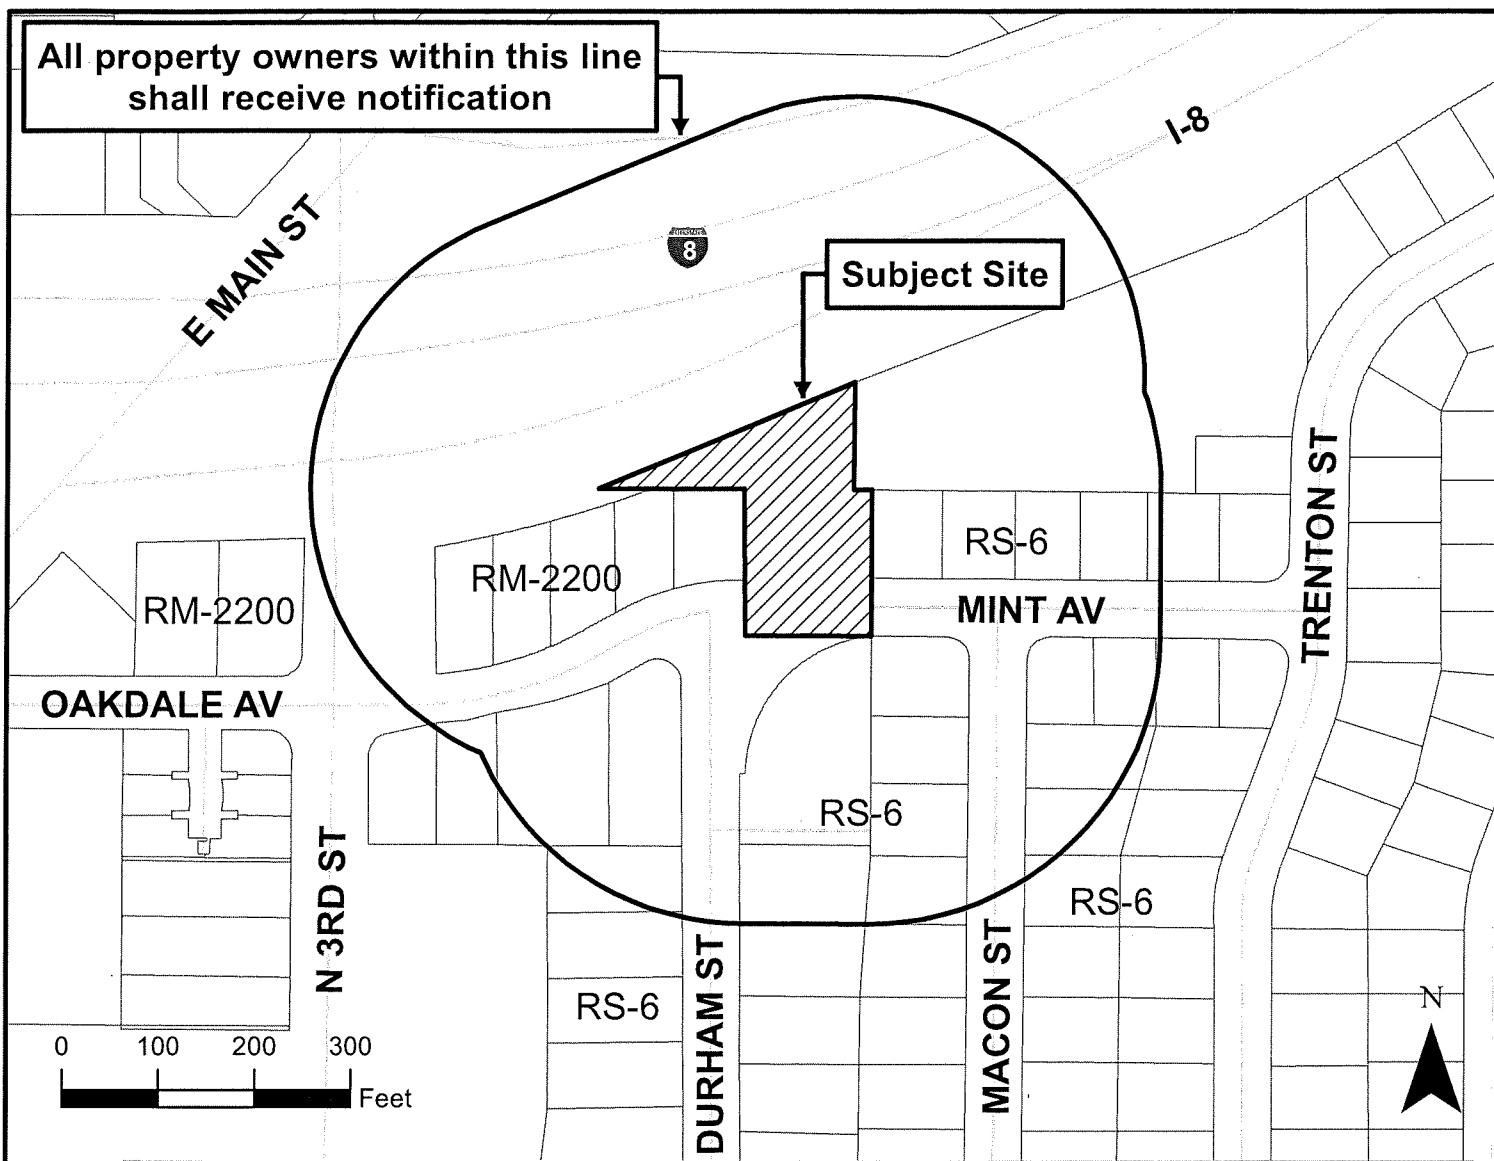 All property owners within this line
shall receive notification
I-8
E MAIN ST
8
Subject Site
RS-6
RM-2200
RM-2200
MINT AV
TRENTON ST
OAKDALE AV
RS-6
N 3RD ST
RS-6
RS-6
DURHAM ST
MACON ST
N
0 100 200 300
Feet